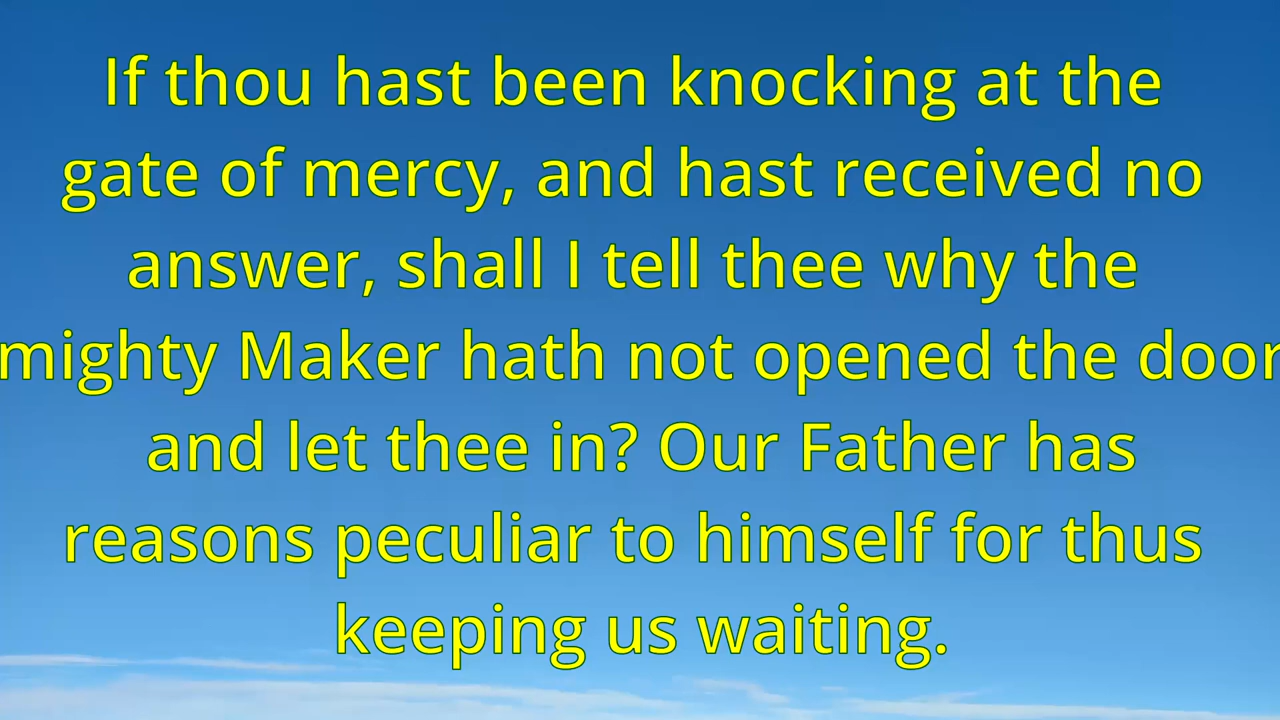 If thou hast been knocking at the
gate of mercy, and hast received no
answer, shall I tell thee why the
mighty Maker hath not opened the door
and let thee in? Our Father has
reasons peculiar to himself for thus
keeping us waiting.